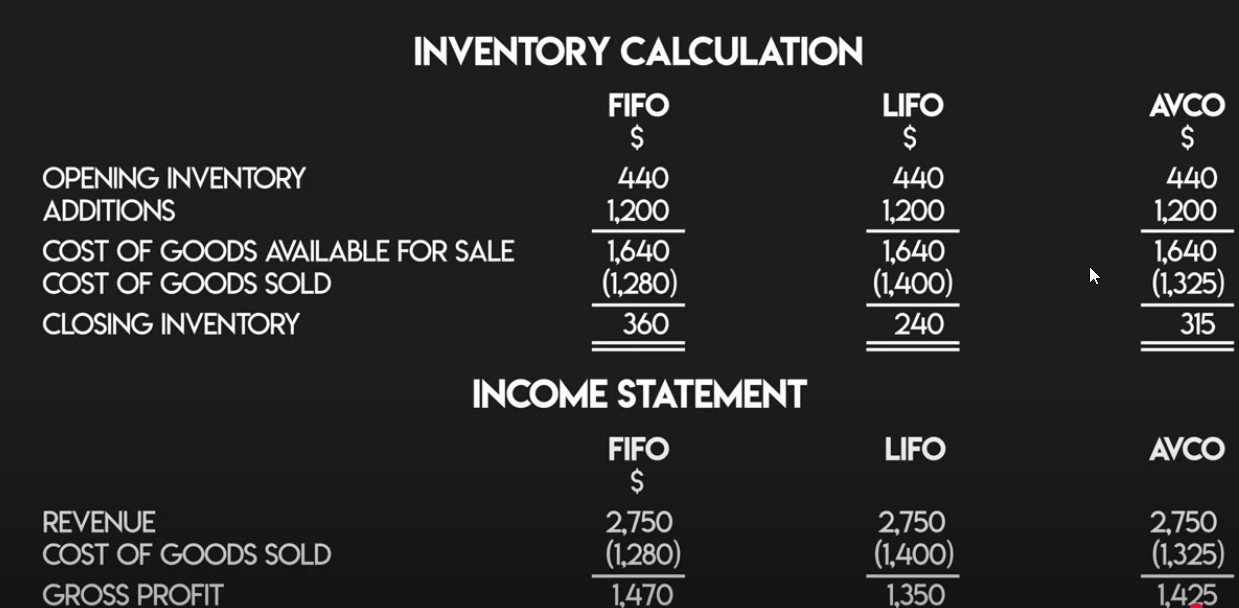 INVENTORY CALCULATION
FIFO LIFO AVCO
$ $ $
OPENING INVENTORY 440 440 440
ADDITIONS 1,200 1,200 1,200
COST OF GOODS AVAILABLE FOR SALE 1,640 1,640 1,640
COST OF GOODS SOLD (1,280) (1,400) (1,325)
CLOSING INVENTORY 360 240 315
INCOME STATEMENT
FIFO LIFO AVCO
$
REVENUE 2,750 2,750 2,750
COST OF GOODS SOLD (1,280) (1,400) (1,325)
GROSS PROFIT 1,470 1,350 1,425